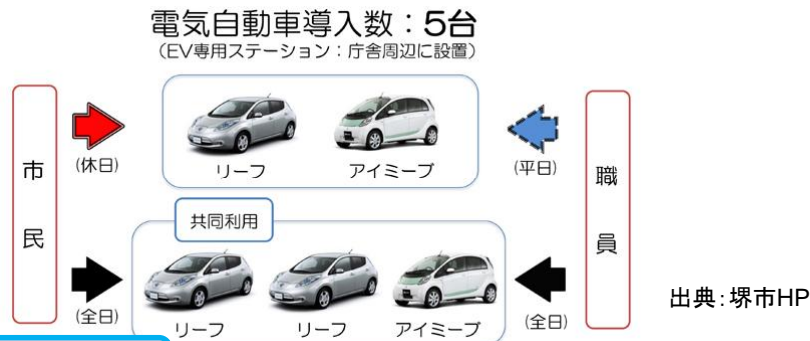 電気自動車導入数：5台
（EV専用ステーション：庁舎周辺に設置）
市民
(休日)
リーフ
アイミーブ
(平日)
職員
共同利用
(全日)
リーフ
リーフ
アイミーブ
(全日)
出典：堺市HP